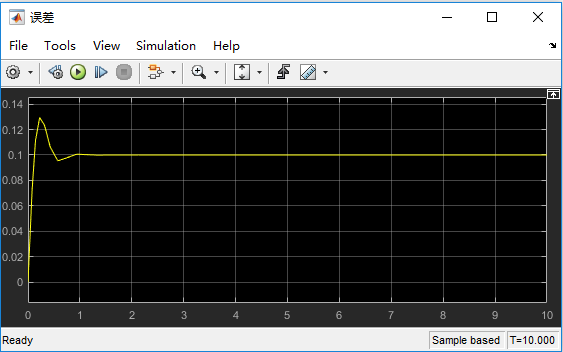 误差
File Tools View Simulation Help
0.14
0.12
0.1
0.08
0.06
0.04
0.02
0
0 1 2 3 4 5 6 7 8 9 10
Ready Sample based T=10.000